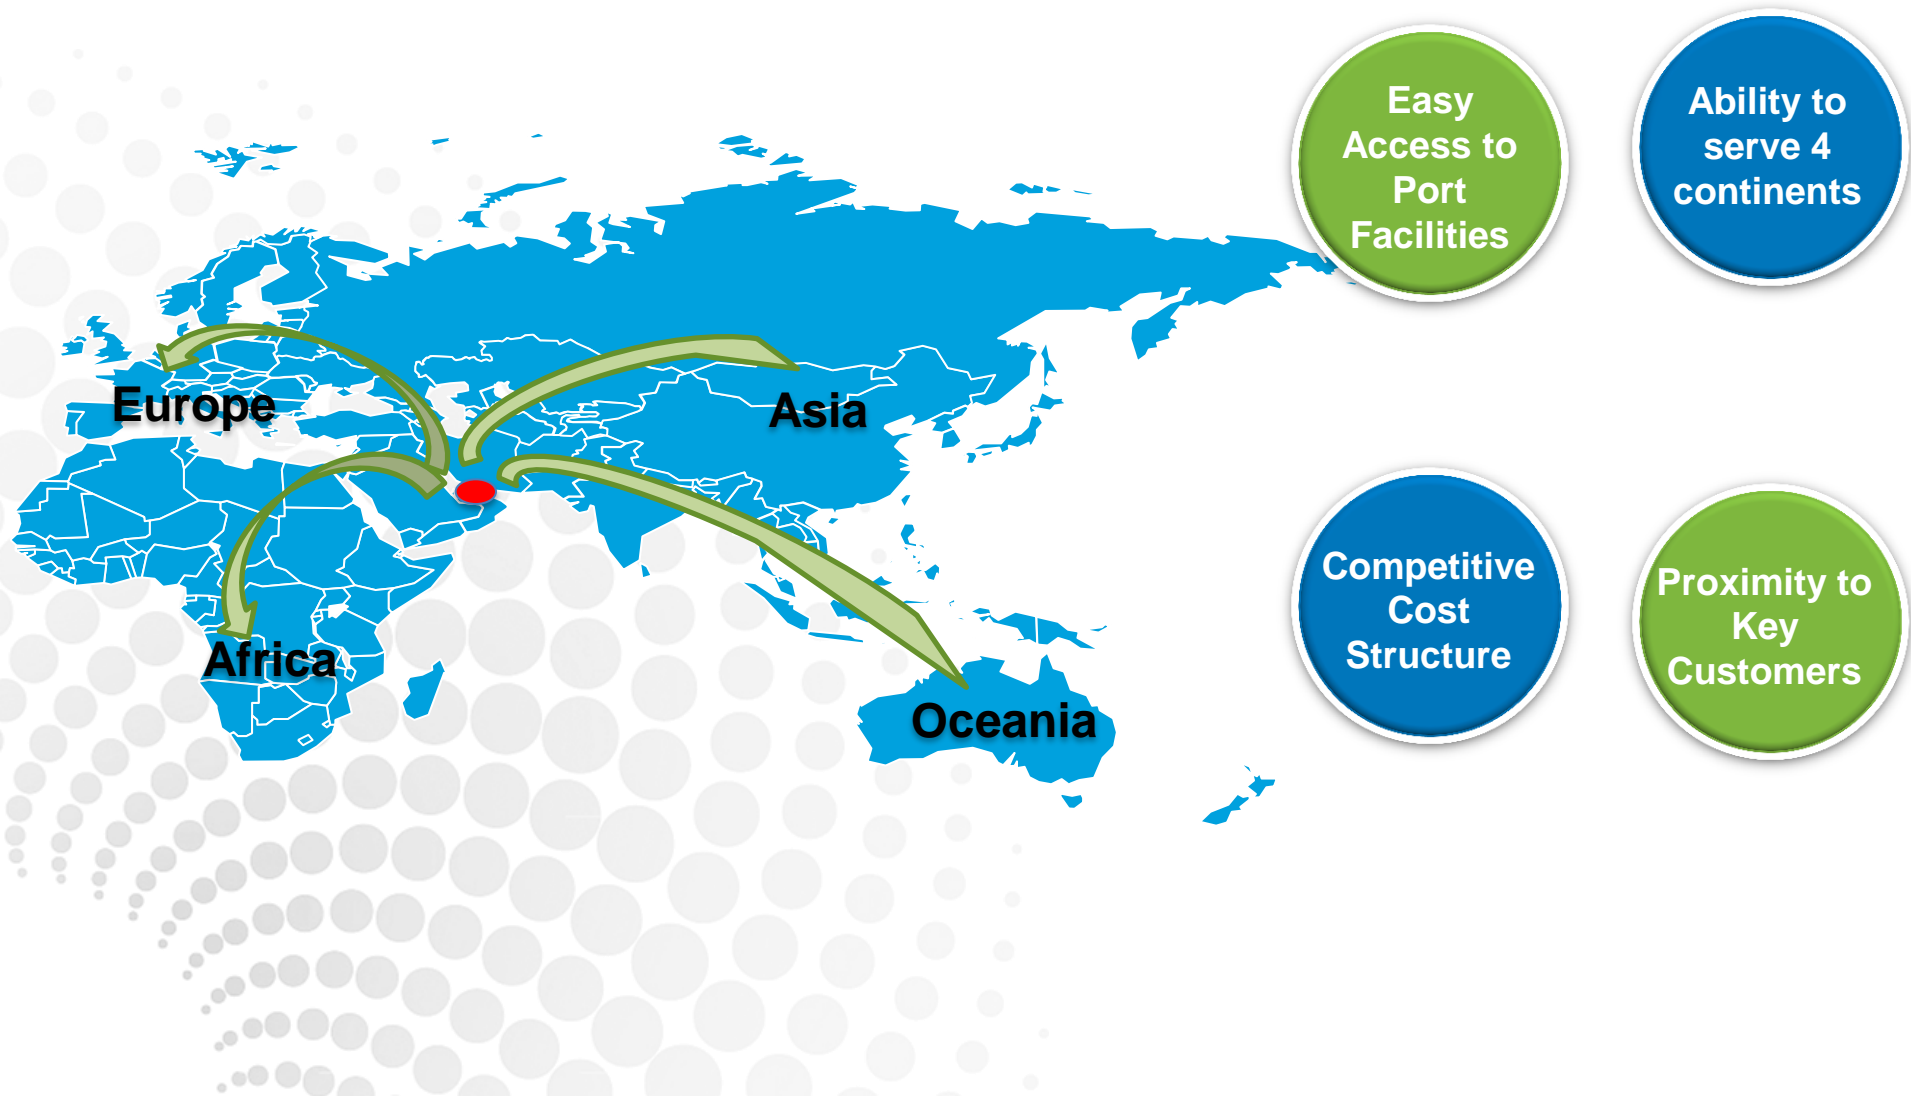 Easy
Access to
Port
Facilities
Ability to
serve 4
continents
Europe
Asia
Africa
Oceania
Competitive
Cost
Structure
Proximity to
Key
Customers